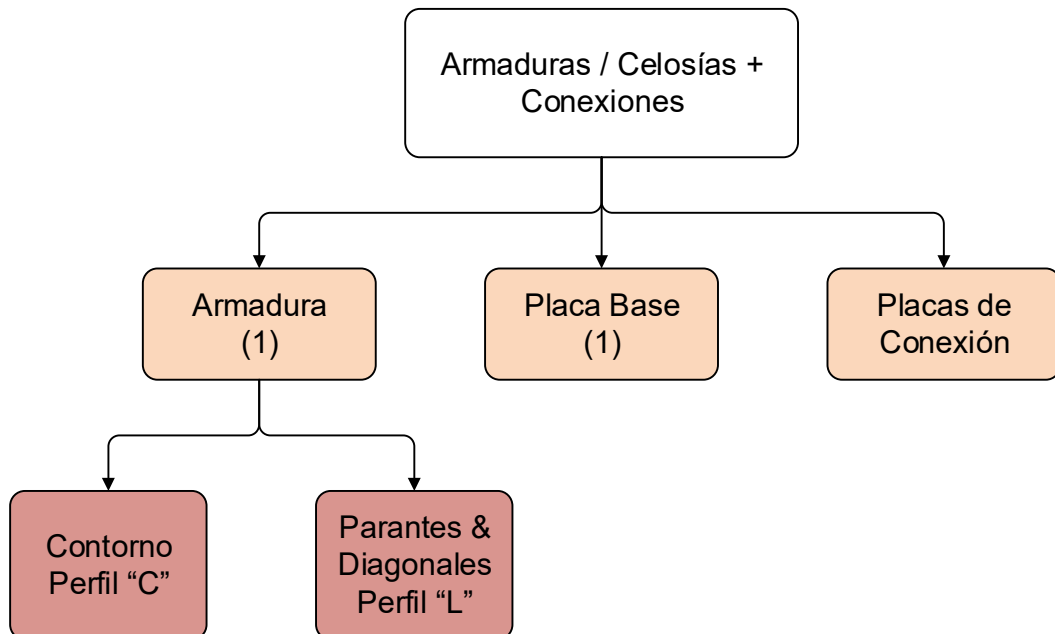 Armaduras / Celosías +
Conexiones
Armadura
(1)
Placa Base
(1)
Placas de
Conexión
Contorno
Perfil “C”
Parantes &
Diagonales
Perfil “L”